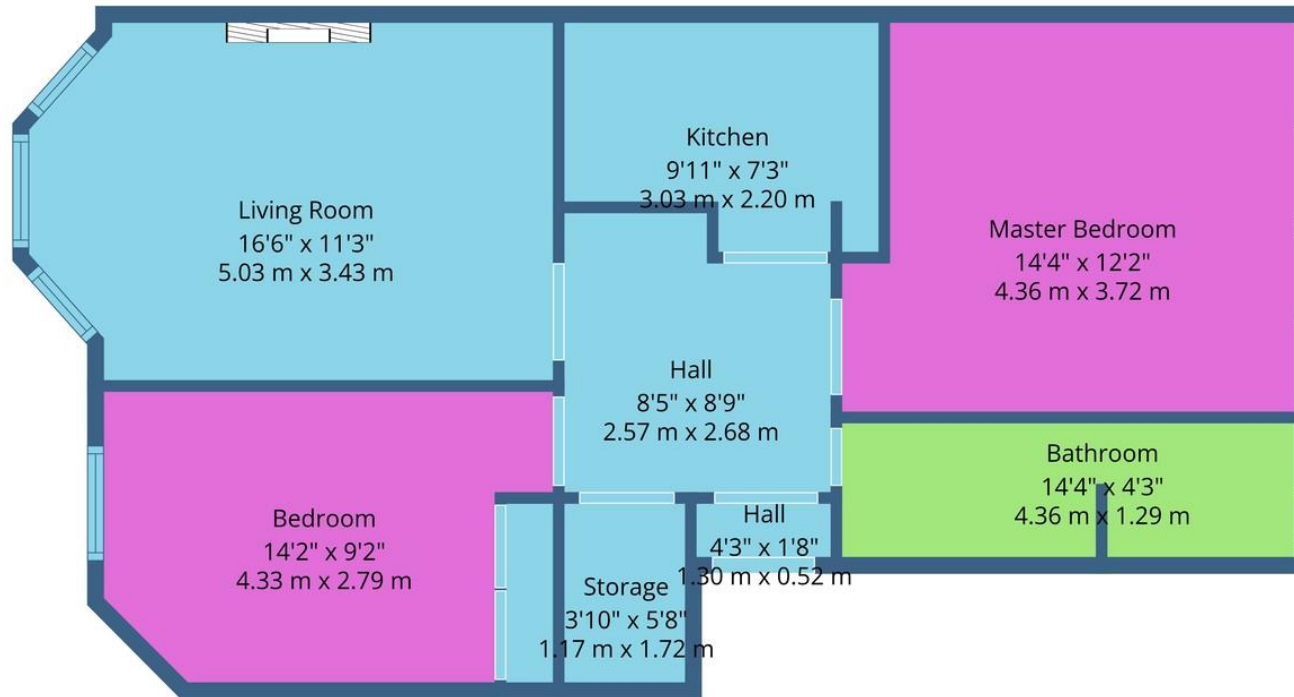 Kitchen
9'11" x 7'3"
3.03 m x 2.20 m
Living Room
16'6" x 11'3"
5.03 m x 3.43 m
Master Bedroom
14'4" x 12'2"
4.36 m x 3.72 m
Hall
8'5" x 8'9"
2.57 m x 2.68 m
Bathroom
14'4" x 4'3"
4.36 m x 1.29 m
Bedroom
14'2" x 9'2"
4.33 m x 2.79 m
Hall
4'3" x 1'8"
1.30 m x 0.52 m
Storage
3'10" x 5'8"
1.17 m x 1.72 m